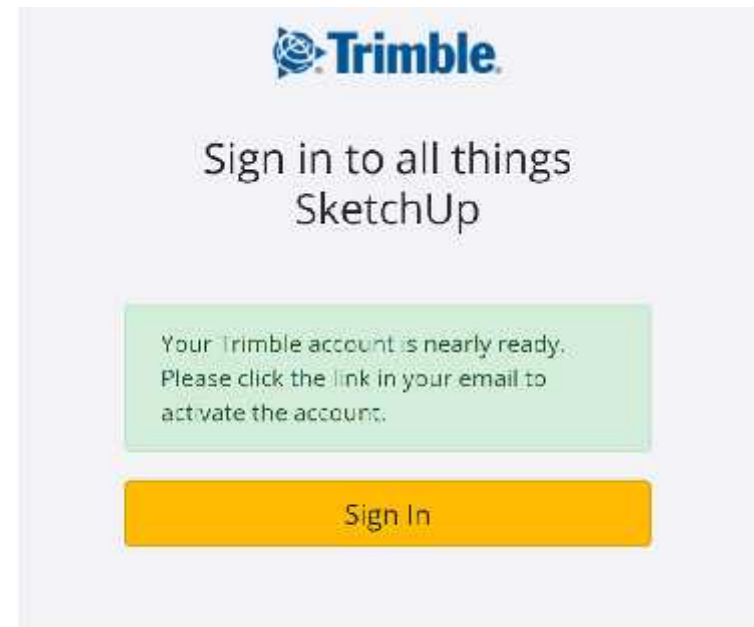 Trimble.
Sign in to all things
SketchUp
Your Trimble account is nearly ready.
Please click the link in your email to
activate the account.
Sign In